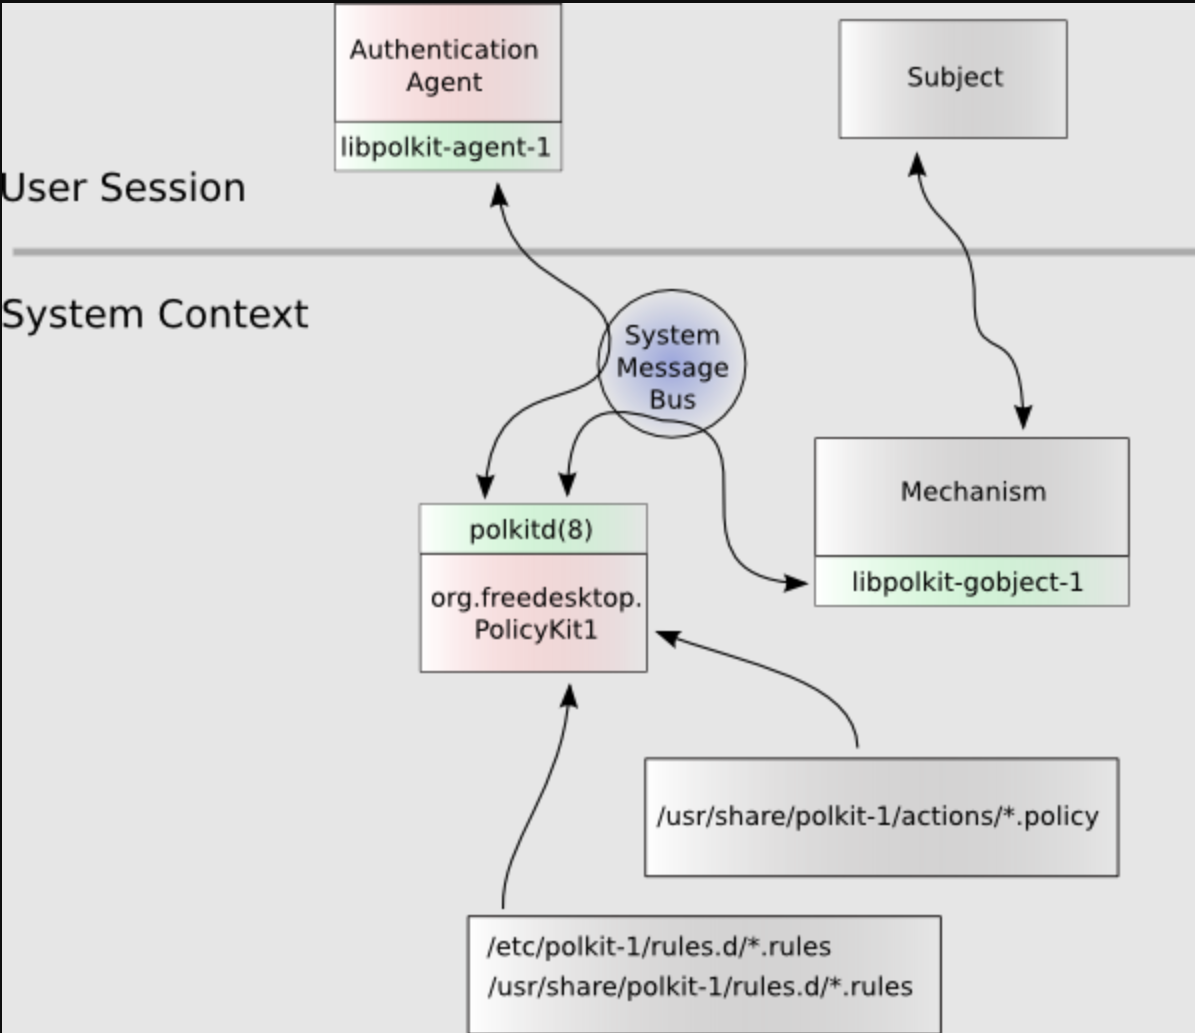 Authentication
Agent
libpolkit-agent-1
Subject
User Session
System Context
System
Message
Bus
polkitd(8)
org.freedesktop.
PolicyKit1
Mechanism
libpolkit-gobject-1
/usr/share/polkit-1/actions/*.policy
/etc/polkit-1/rules.d/*.rules
/usr/share/polkit-1/rules.d/*.rules